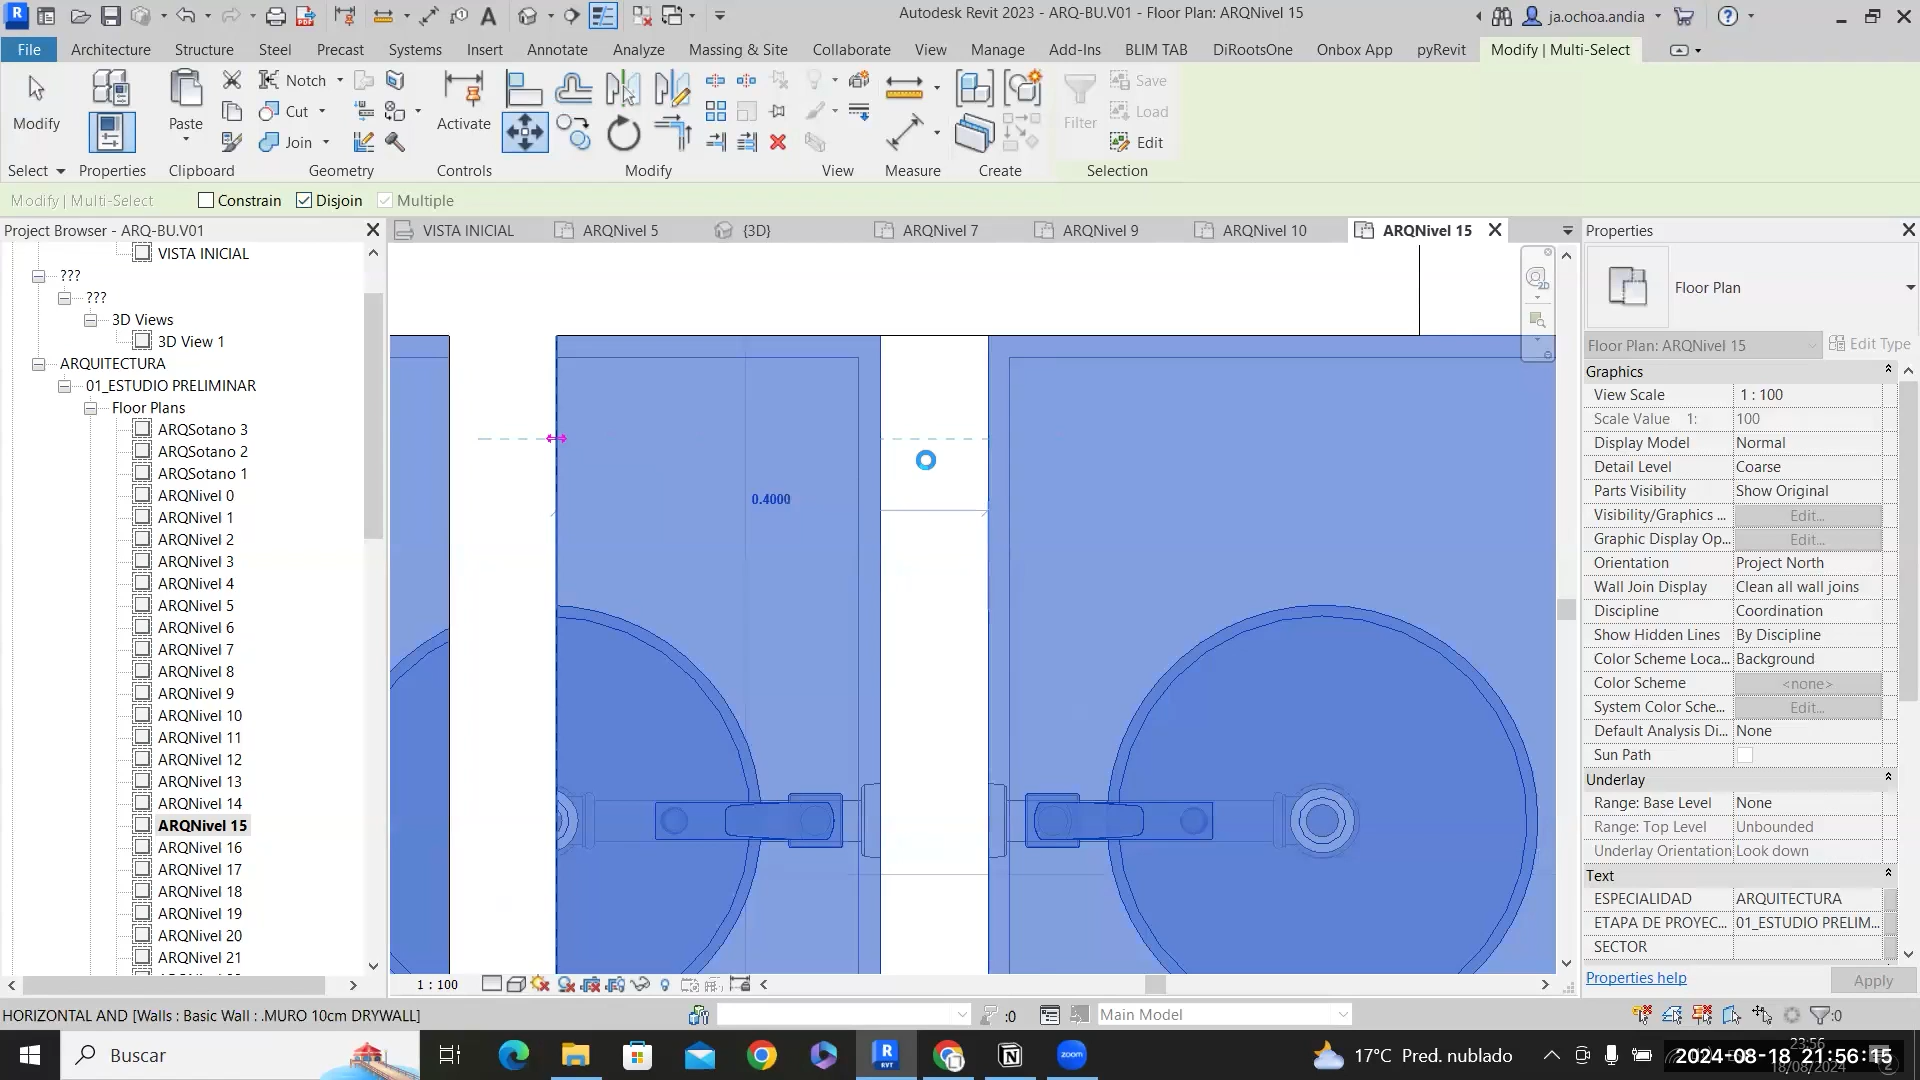 Autodesk Revit 2023 - ARQ-BU.V01 - Floor Plan: ARQNivel 15
ja.ochoa.andia
File
Architecture
Structure
Steel
Precast
Systems
Insert
Annotate
Analyze
Massing & Site
Collaborate
View
Manage
Add-Ins
BLIM TAB
DiRootsOne
Onbox App
pyRevit
Modify | Multi-Select
Modify
Paste
Notch
Cut
Join
Activate
Filter
Save
Load
Edit
Select
Properties
Clipboard
Geometry
Controls
Modify
View
Measure
Create
Selection
Modify | Multi-Select
Constrain
Disjoin
Multiple
Project Browser - ARQ-BU.V01
VISTA INICIAL
ARQNivel 5
{3D}
ARQNivel 7
ARQNivel 9
ARQNivel 10
ARQNivel 15
Properties
VISTA INICIAL
???
???
3D Views
3D View 1
ARQUITECTURA
01_ESTUDIO PRELIMINAR
Floor Plans
ARQSotano 3
ARQSotano 2
ARQSotano 1
ARQNivel 0
ARQNivel 1
ARQNivel 2
ARQNivel 3
ARQNivel 4
ARQNivel 5
ARQNivel 6
ARQNivel 7
ARQNivel 8
ARQNivel 9
ARQNivel 10
ARQNivel 11
ARQNivel 12
ARQNivel 13
ARQNivel 14
ARQNivel 15
ARQNivel 16
ARQNivel 17
ARQNivel 18
ARQNivel 19
ARQNivel 20
ARQNivel 21
0.4000
2D
Floor Plan
Floor Plan: ARQNivel 15
Edit Type
Graphics
View Scale 1 : 100
Scale Value 1: 100
Display Model Normal
Detail Level Coarse
Parts Visibility Show Original
Visibility/Graphics ... Edit...
Graphic Display Op... Edit...
Orientation Project North
Wall Join Display Clean all wall joins
Discipline Coordination
Show Hidden Lines By Discipline
Color Scheme Loca... Background
Color Scheme <none>
System Color Sche... Edit...
Default Analysis Di... None
Sun Path
Underlay
Range: Base Level None
Range: Top Level Unbounded
Underlay Orientation Look down
Text
ESPECIALIDAD ARQUITECTURA
ETAPA DE PROYEC... 01_ESTUDIO PRELIM...
SECTOR
Properties help
Apply
1 : 100
HORIZONTAL AND [Walls : Basic Wall : .MURO 10cm DRYWALL]
:0
Main Model
:0
Buscar
R
RVT
zoom
17°C Pred. nublado
23:56
18/08/2024
2024-08-18 21:56:15